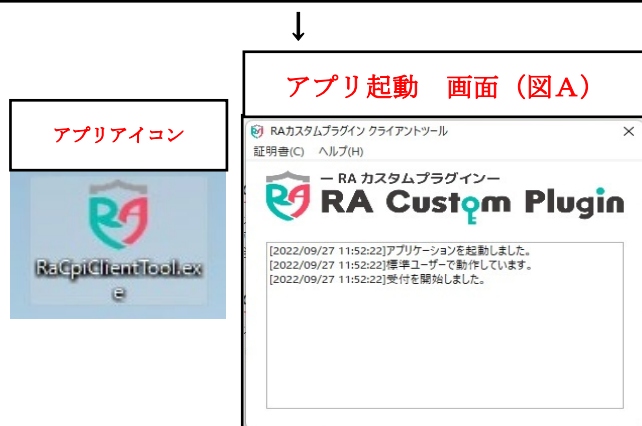 ↓
アプリ起動　画面（図A）
アプリアイコン
RAカスタムプラグイン クライアントツール
証明書(C) ヘルプ(H)
― RA カスタムプラグイン―
RA Custom Plugin
[2022/09/27 11:52:22]アプリケーションを起動しました。
[2022/09/27 11:52:22]標準ユーザーで動作しています。
[2022/09/27 11:52:22]受付を開始しました。
RaCpiClientTool.ex
e